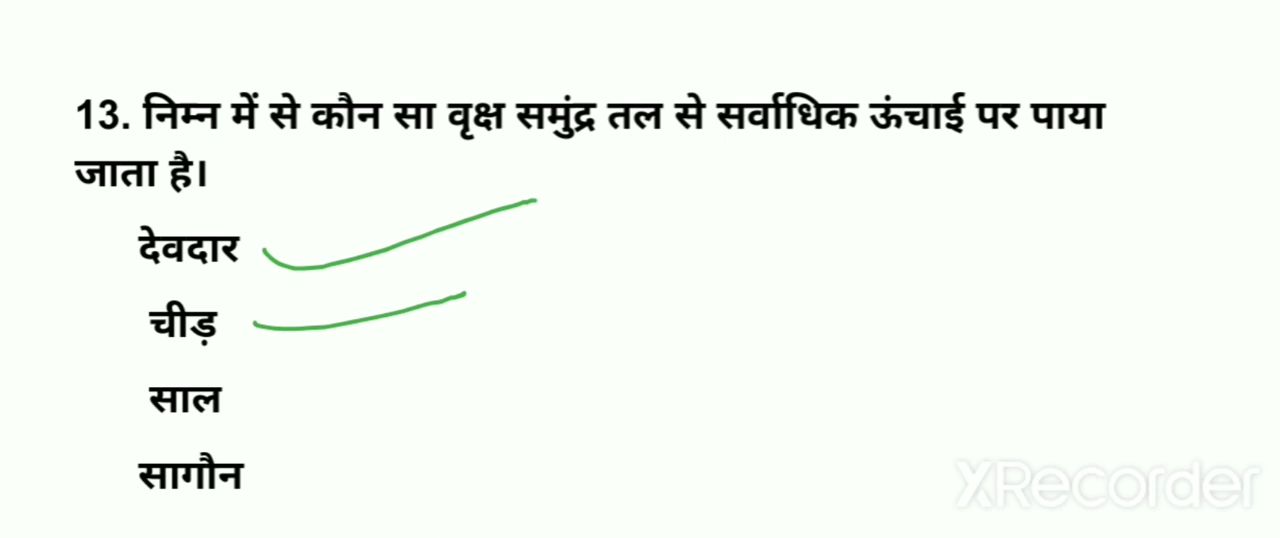 13. निम्न में से कौन सा वृक्ष समुंद्र तल से सर्वाधिक ऊंचाई पर पाया
जाता है।
देवदार
चीड़
साल
सागौन
XRecorder